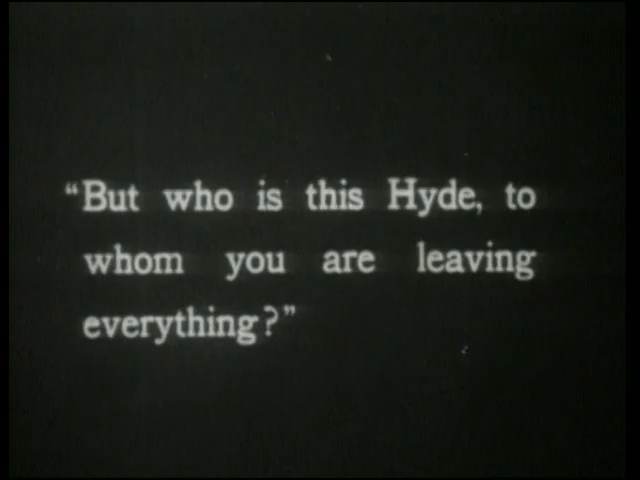 “But who is this Hyde, to
whom you are leaving
everything?”